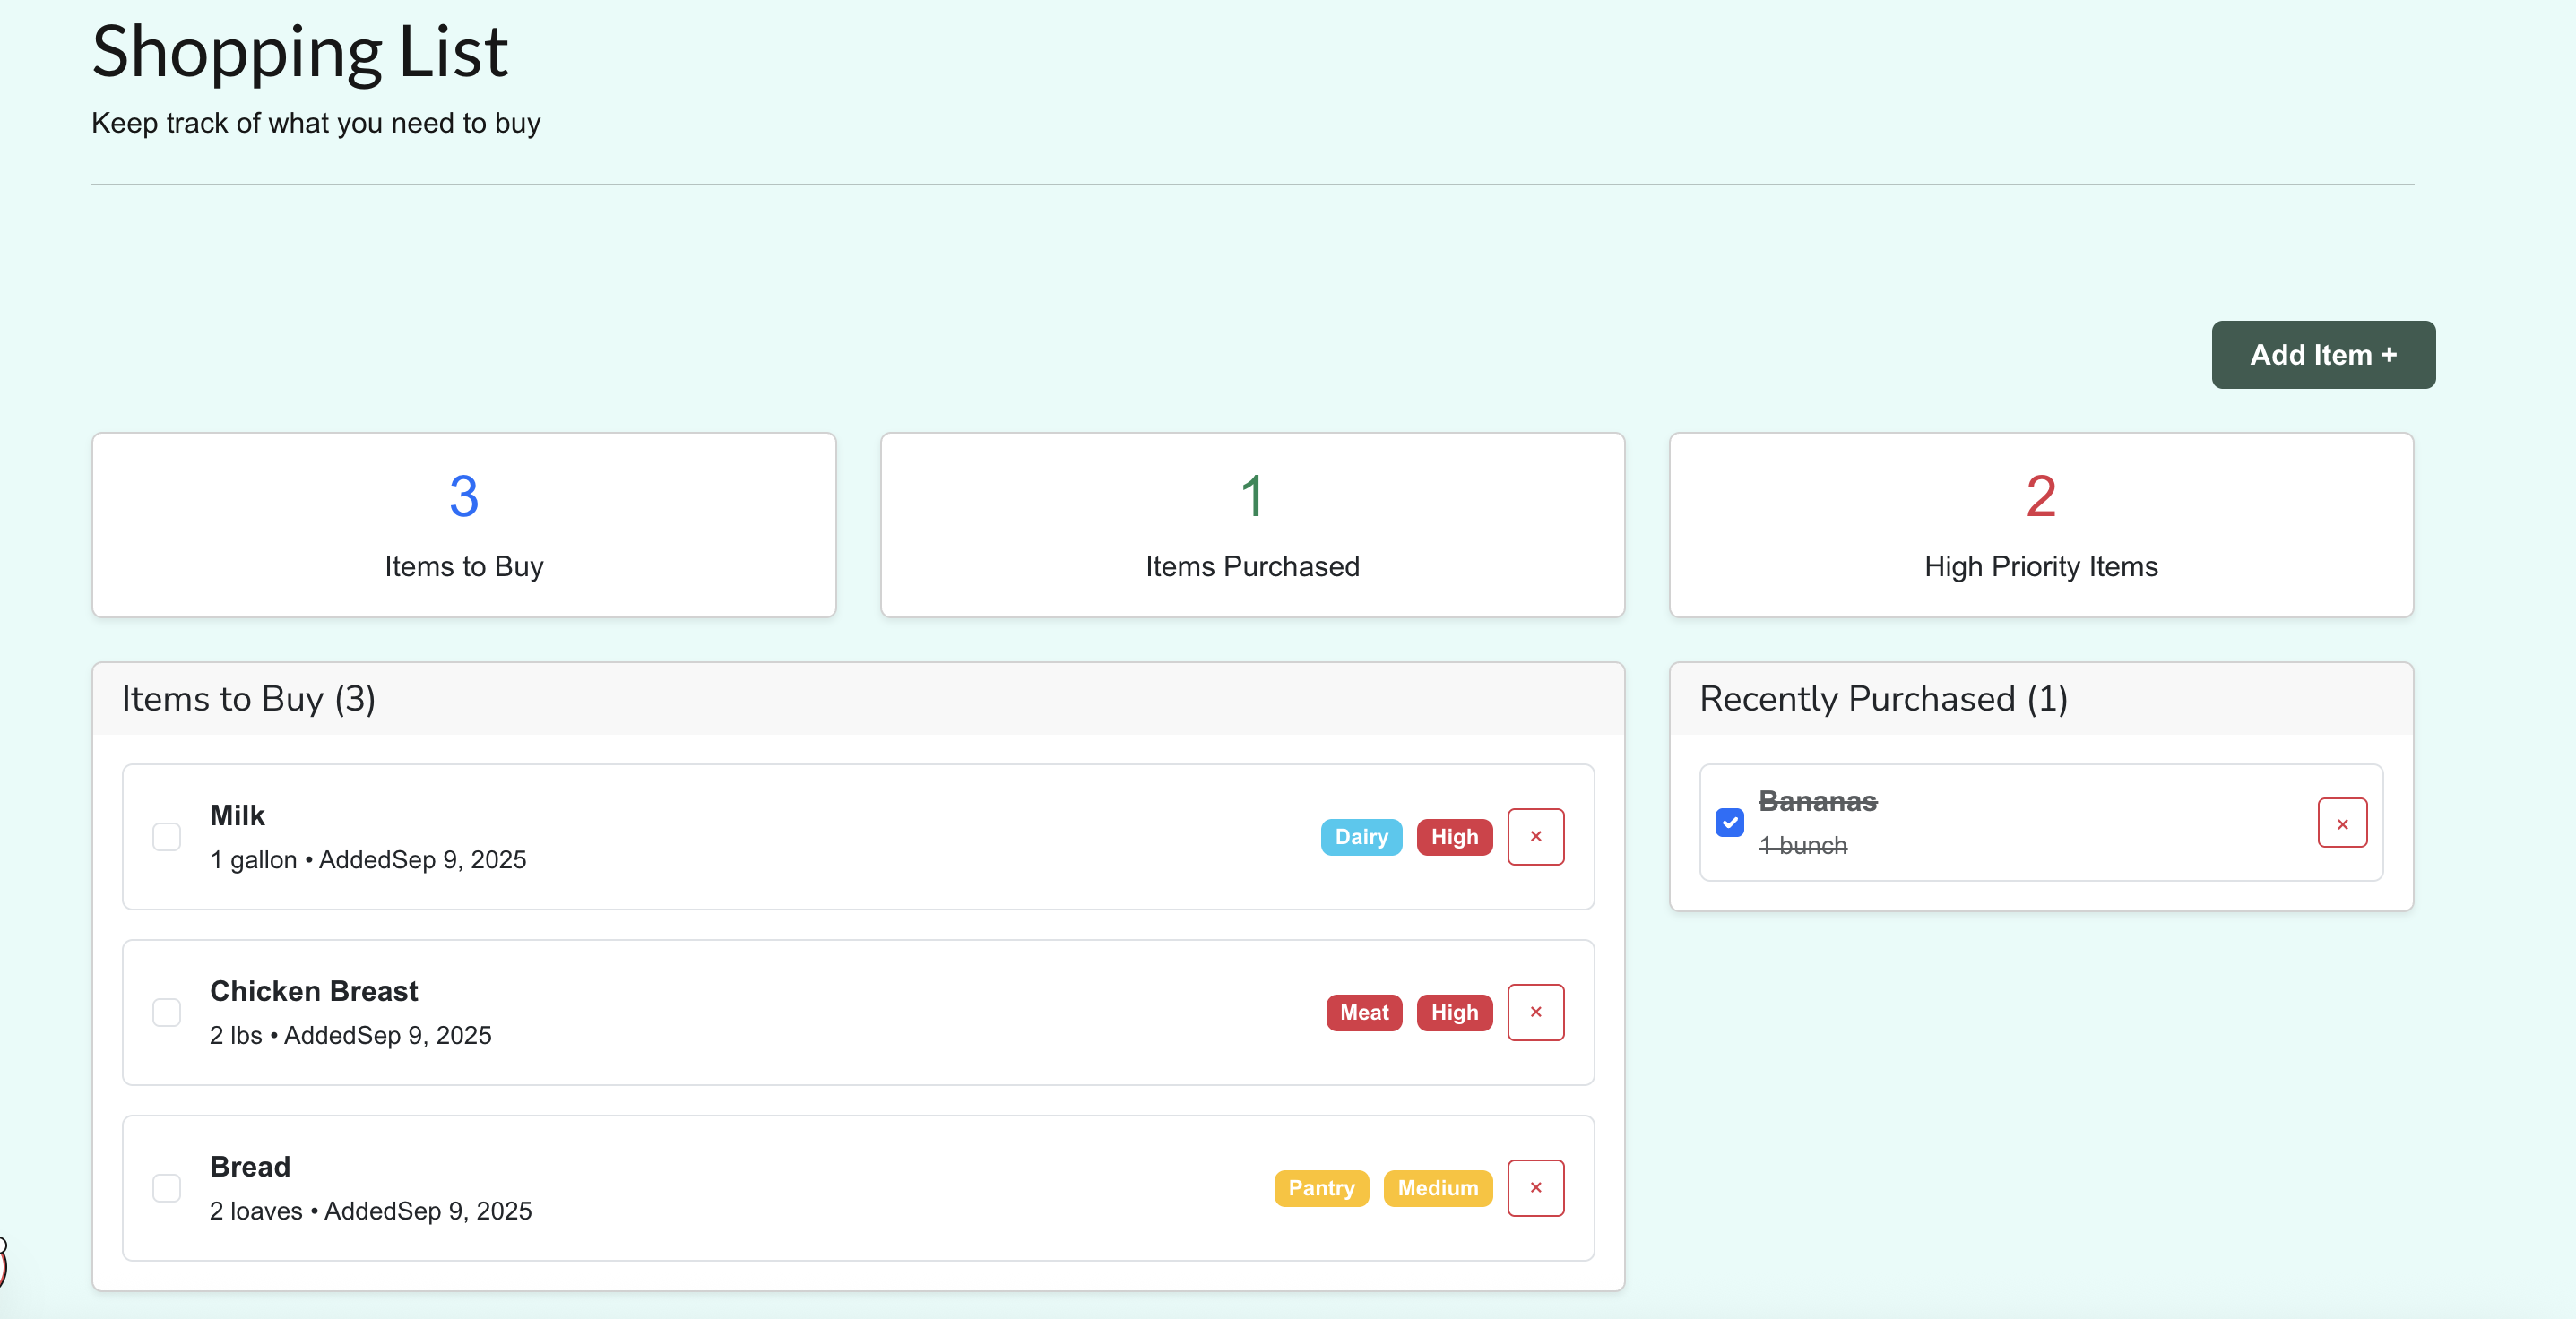 Shopping List
Keep track of what you need to buy
Add Item +
3
Items to Buy
1
Items Purchased
2
High Priority Items
Items to Buy (3)
Milk
1 gallon • AddedSep 9, 2025
Dairy High ×
Chicken Breast
2 lbs • AddedSep 9, 2025
Meat High ×
Bread
2 loaves • AddedSep 9, 2025
Pantry Medium ×
Recently Purchased (1)
Bananas
1 bunch
×